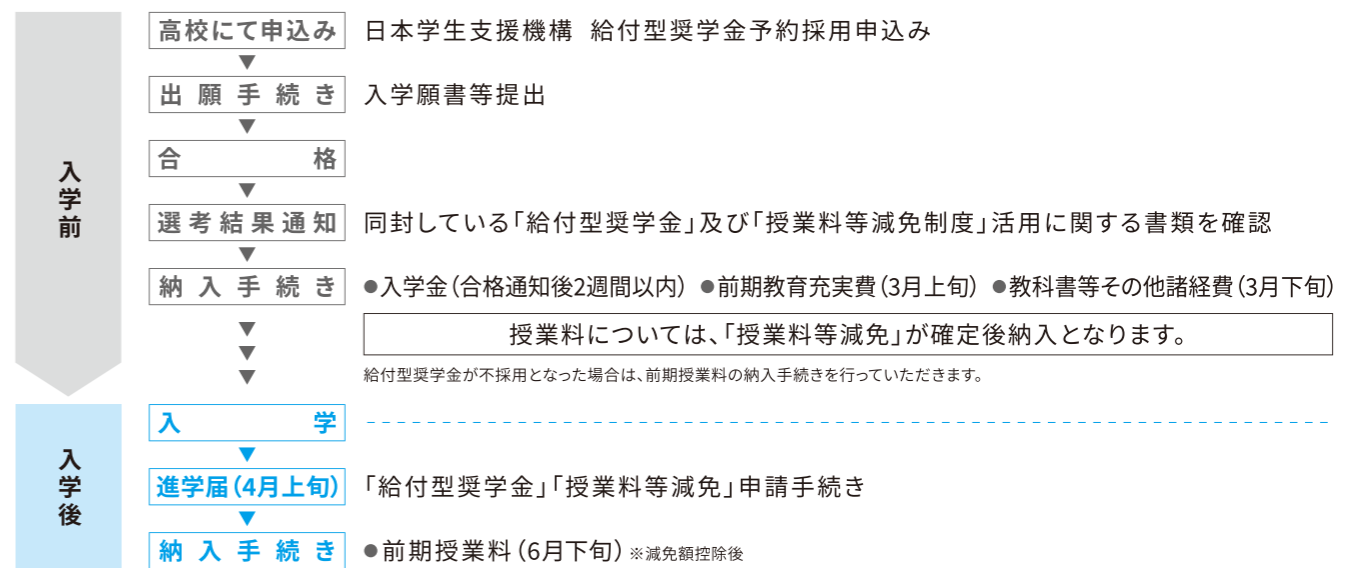 入学前
高校にて申込み 日本学生支援機構 給付型奨学金予約採用申込み
▼
出願手続き 入学願書等提出
▼
合格
▼
選考結果通知 同封している「給付型奨学金」及び「授業料等減免制度」活用に関する書類を確認
▼
納入手続き ●入学金(合格通知後2週間以内) ●前期教育充実費(3月上旬) ●教科書等その他諸経費(3月下旬)
▼
授業料については、「授業料等減免」が確定後納入となります。
▼
▼
給付型奨学金が不採用となった場合は、前期授業料の納入手続きを行っていただきます。
入学後
入学
▼
進学届(4月上旬) 「給付型奨学金」「授業料等減免」申請手続き
▼
納入手続き ●前期授業料(6月下旬) ※減免額控除後